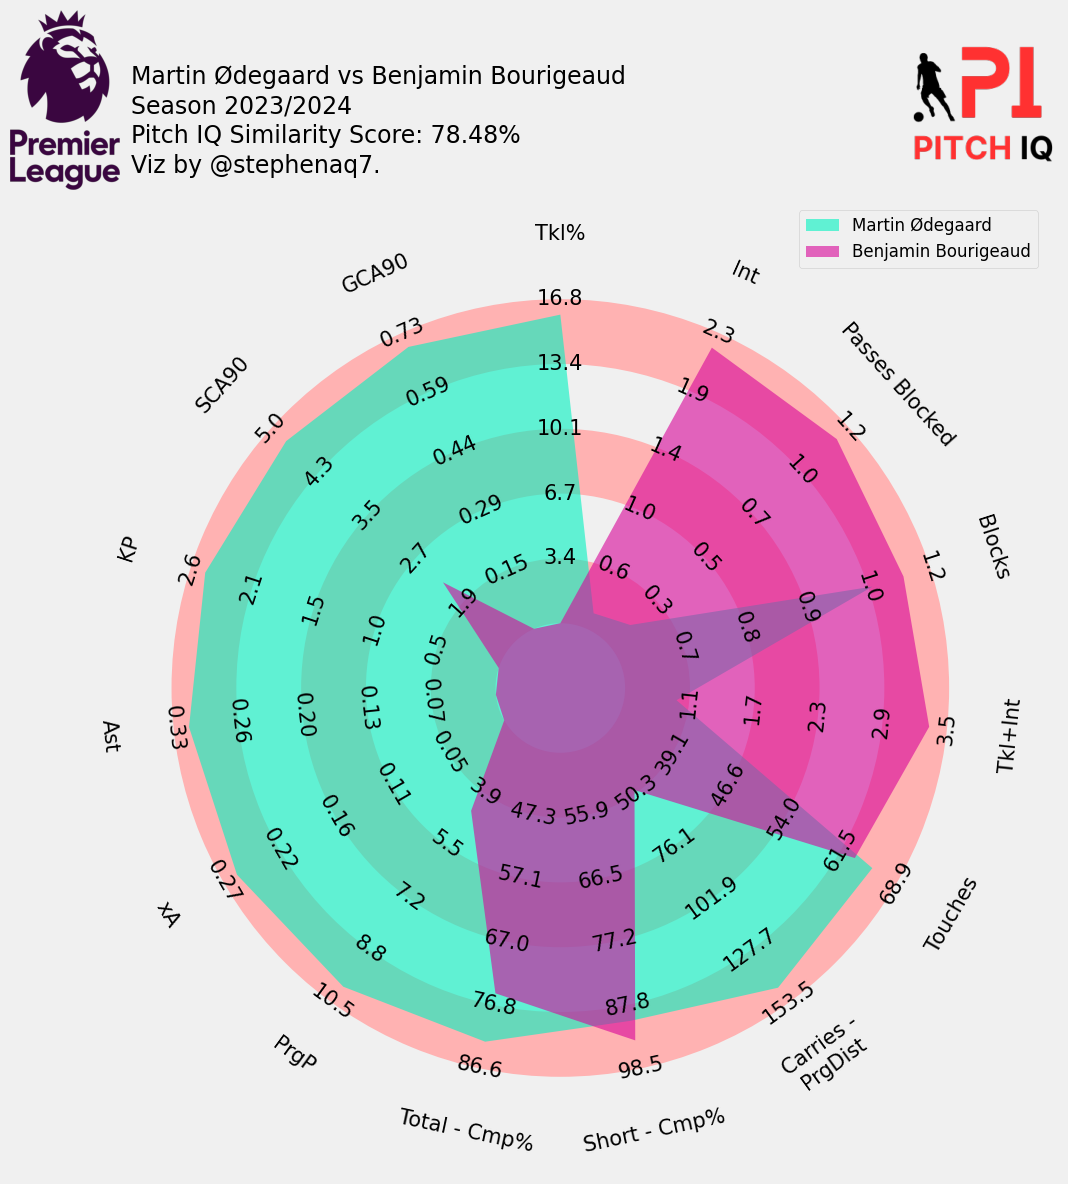 Martin Ødegaard vs Benjamin Bourigeaud
Season 2023/2024
Pitch IQ Similarity Score: 78.48%
Viz by @stephenaq7.
Premier
League
PI
PITCH IQ
Martin Ødegaard
Benjamin Bourigeaud
Tkl%
3.4
6.7
10.1
13.4
16.8
Int
0.6
1.0
1.4
1.9
2.3
Passes Blocked
0.3
0.5
0.7
1.0
1.2
Blocks
0.7
0.8
0.9
1.0
1.2
Tkl+Int
1.1
1.7
2.3
2.9
3.5
Touches
39.1
46.6
54.0
61.5
68.9
Carries -
PrgDist
50.3
76.1
101.9
127.7
153.5
Short - Cmp%
55.9
66.5
77.2
87.8
98.5
Total - Cmp%
47.3
57.1
67.0
76.8
86.6
PrgP
3.9
5.5
7.2
8.8
10.5
xA
0.05
0.11
0.16
0.22
0.27
Ast
0.07
0.13
0.20
0.26
0.33
KP
0.5
1.0
1.5
2.1
2.6
SCA90
1.9
2.7
3.5
4.3
5.0
GCA90
0.15
0.29
0.44
0.59
0.73